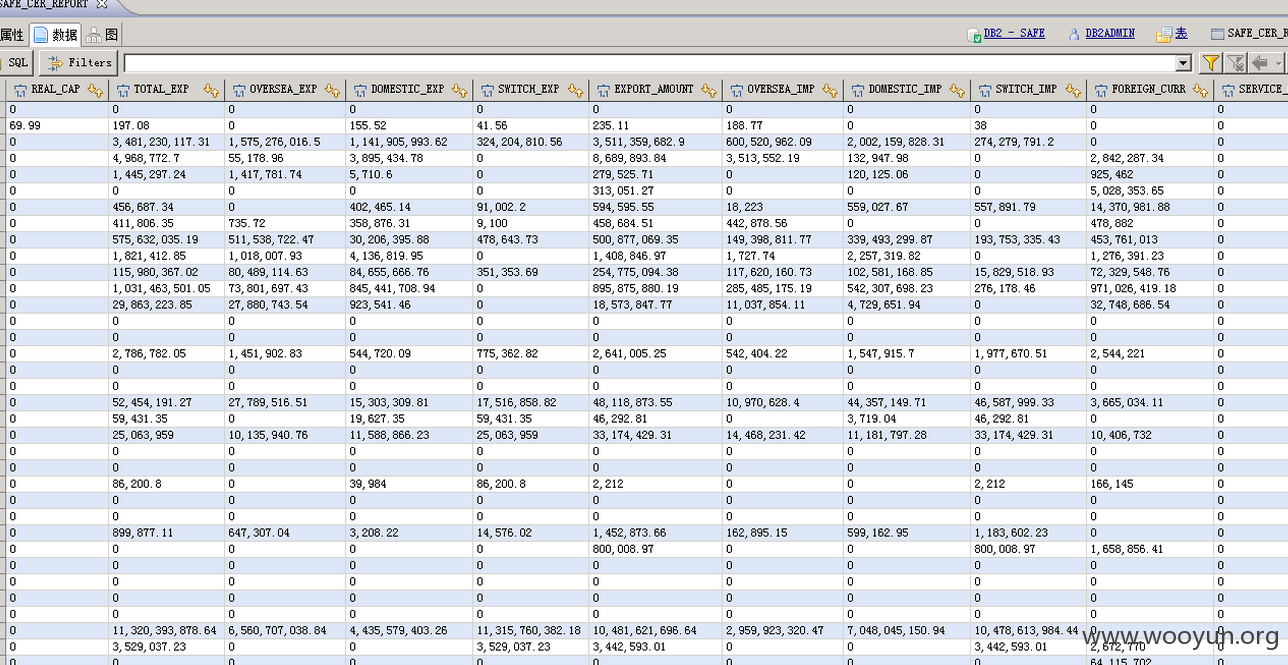 SAFE_CER_REPORT
属性 数据 图 DB2 - SAFE DB2ADMIN 表 SAFE_CER_R
SQL Filters
REAL_CAP TOTAL_EXP OVERSEA_EXP DOMESTIC_EXP SWITCH_EXP EXPORT_AMOUNT OVERSEA_IMP DOMESTIC_IMP SWITCH_IMP FOREIGN_CURR SERVICE_
0 0 0 0 0 0 0 0 0 0 0
69.99 197.08 0 155.52 41.56 235.11 188.77 0 38 0 0
0 3,481,230,117.31 1,575,276,016.5 1,141,905,993.62 324,204,810.56 3,511,359,682.9 600,520,962.09 2,002,159,828.31 274,279,791.2 0 0
0 4,968,772.7 55,178.96 3,895,434.78 0 8,689,893.84 3,513,552.19 132,947.98 0 2,842,287.34 0
0 1,445,297.24 1,417,781.74 5,710.6 0 279,525.71 0 120,125.06 0 925,462 0
0 0 0 0 0 313,051.27 0 0 0 5,028,353.65 0
0 456,687.34 0 402,465.14 91,002.2 594,595.55 18,223 559,027.67 557,891.79 14,370,981.88 0
0 411,806.35 735.72 358,876.31 9,100 458,684.51 442,878.56 0 0 478,882 0
0 575,632,035.19 511,538,722.47 30,206,395.88 478,643.73 500,877,069.35 149,398,811.77 339,493,299.87 193,753,335.43 453,761,013 0
0 1,821,412.85 1,018,007.93 4,136,819.95 0 1,408,846.97 1,727.74 2,257,319.82 0 1,276,391.23 0
0 115,980,367.02 80,489,114.63 84,655,666.76 351,353.69 254,775,094.38 117,620,160.73 102,581,168.85 15,829,518.93 72,329,548.76 0
0 1,031,463,501.05 73,801,697.43 845,441,708.94 0 895,875,880.19 285,485,175.19 542,307,698.23 276,178.46 971,026,419.18 0
0 29,863,223.85 27,880,743.54 923,541.46 0 18,573,847.77 11,037,854.11 4,729,651.94 0 32,748,686.54 0
0 0 0 0 0 0 0 0 0 0 0
0 0 0 0 0 0 0 0 0 0 0
0 2,786,782.05 1,451,902.83 544,720.09 775,362.82 2,641,005.25 542,404.22 1,547,915.7 1,977,670.51 2,544,221 0
0 0 0 0 0 0 0 0 0 0 0
0 0 0 0 0 0 0 0 0 0 0
0 52,454,191.27 27,789,516.51 15,303,309.81 17,516,858.82 48,118,873.55 10,970,628.4 44,357,149.71 46,587,999.33 3,665,034.11 0
0 59,431.35 0 19,627.35 59,431.35 46,292.81 0 3,719.04 46,292.81 0 0
0 25,063,959 10,135,940.76 11,588,866.23 25,063,959 33,174,429.31 14,468,231.42 11,181,797.28 33,174,429.31 10,406,732 0
0 0 0 0 0 0 0 0 0 0 0
0 0 0 0 0 0 0 0 0 0 0
0 86,200.8 0 39,984 86,200.8 2,212 0 0 2,212 166,145 0
0 0 0 0 0 0 0 0 0 0 0
0 0 0 0 0 0 0 0 0 0 0
0 899,877.11 647,307.04 3,208.22 14,576.02 1,452,873.66 162,895.15 599,162.95 1,183,602.23 0 0
0 0 0 0 0 800,008.97 0 0 800,008.97 1,658,856.41 0
0 0 0 0 0 0 0 0 0 0 0
0 0 0 0 0 0 0 0 0 0 0
0 0 0 0 0 0 0 0 0 0 0
0 0 0 0 0 0 0 0 0 0 0
0 11,320,393,878.64 6,560,707,038.84 4,435,579,403.26 11,315,760,382.18 10,481,621,696.64 2,959,923,320.47 7,048,045,150.94 10,478,613,984.44
0 3,529,037.23 0 0 3,529,037.23 3,442,593.01 0 0 3,442,593.01 2,672,770 0
64,115,702
www.wooyun.org